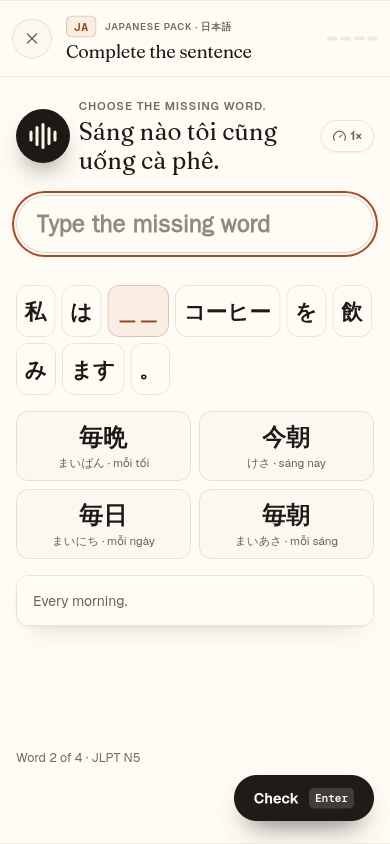 JA JAPANESE PACK · 日本語
Complete the sentence
CHOOSE THE MISSING WORD.
Sáng nào tôi cũng
uống cà phê.
1×
Type the missing word
私 は __ コーヒー を 飲
み ます 。
毎晩
まいばん · mỗi tối
今朝
けさ · sáng nay
毎日
まいにち · mỗi ngày
毎朝
まいあさ · mỗi sáng
Every morning.
Word 2 of 4 · JLPT N5
Check Enter